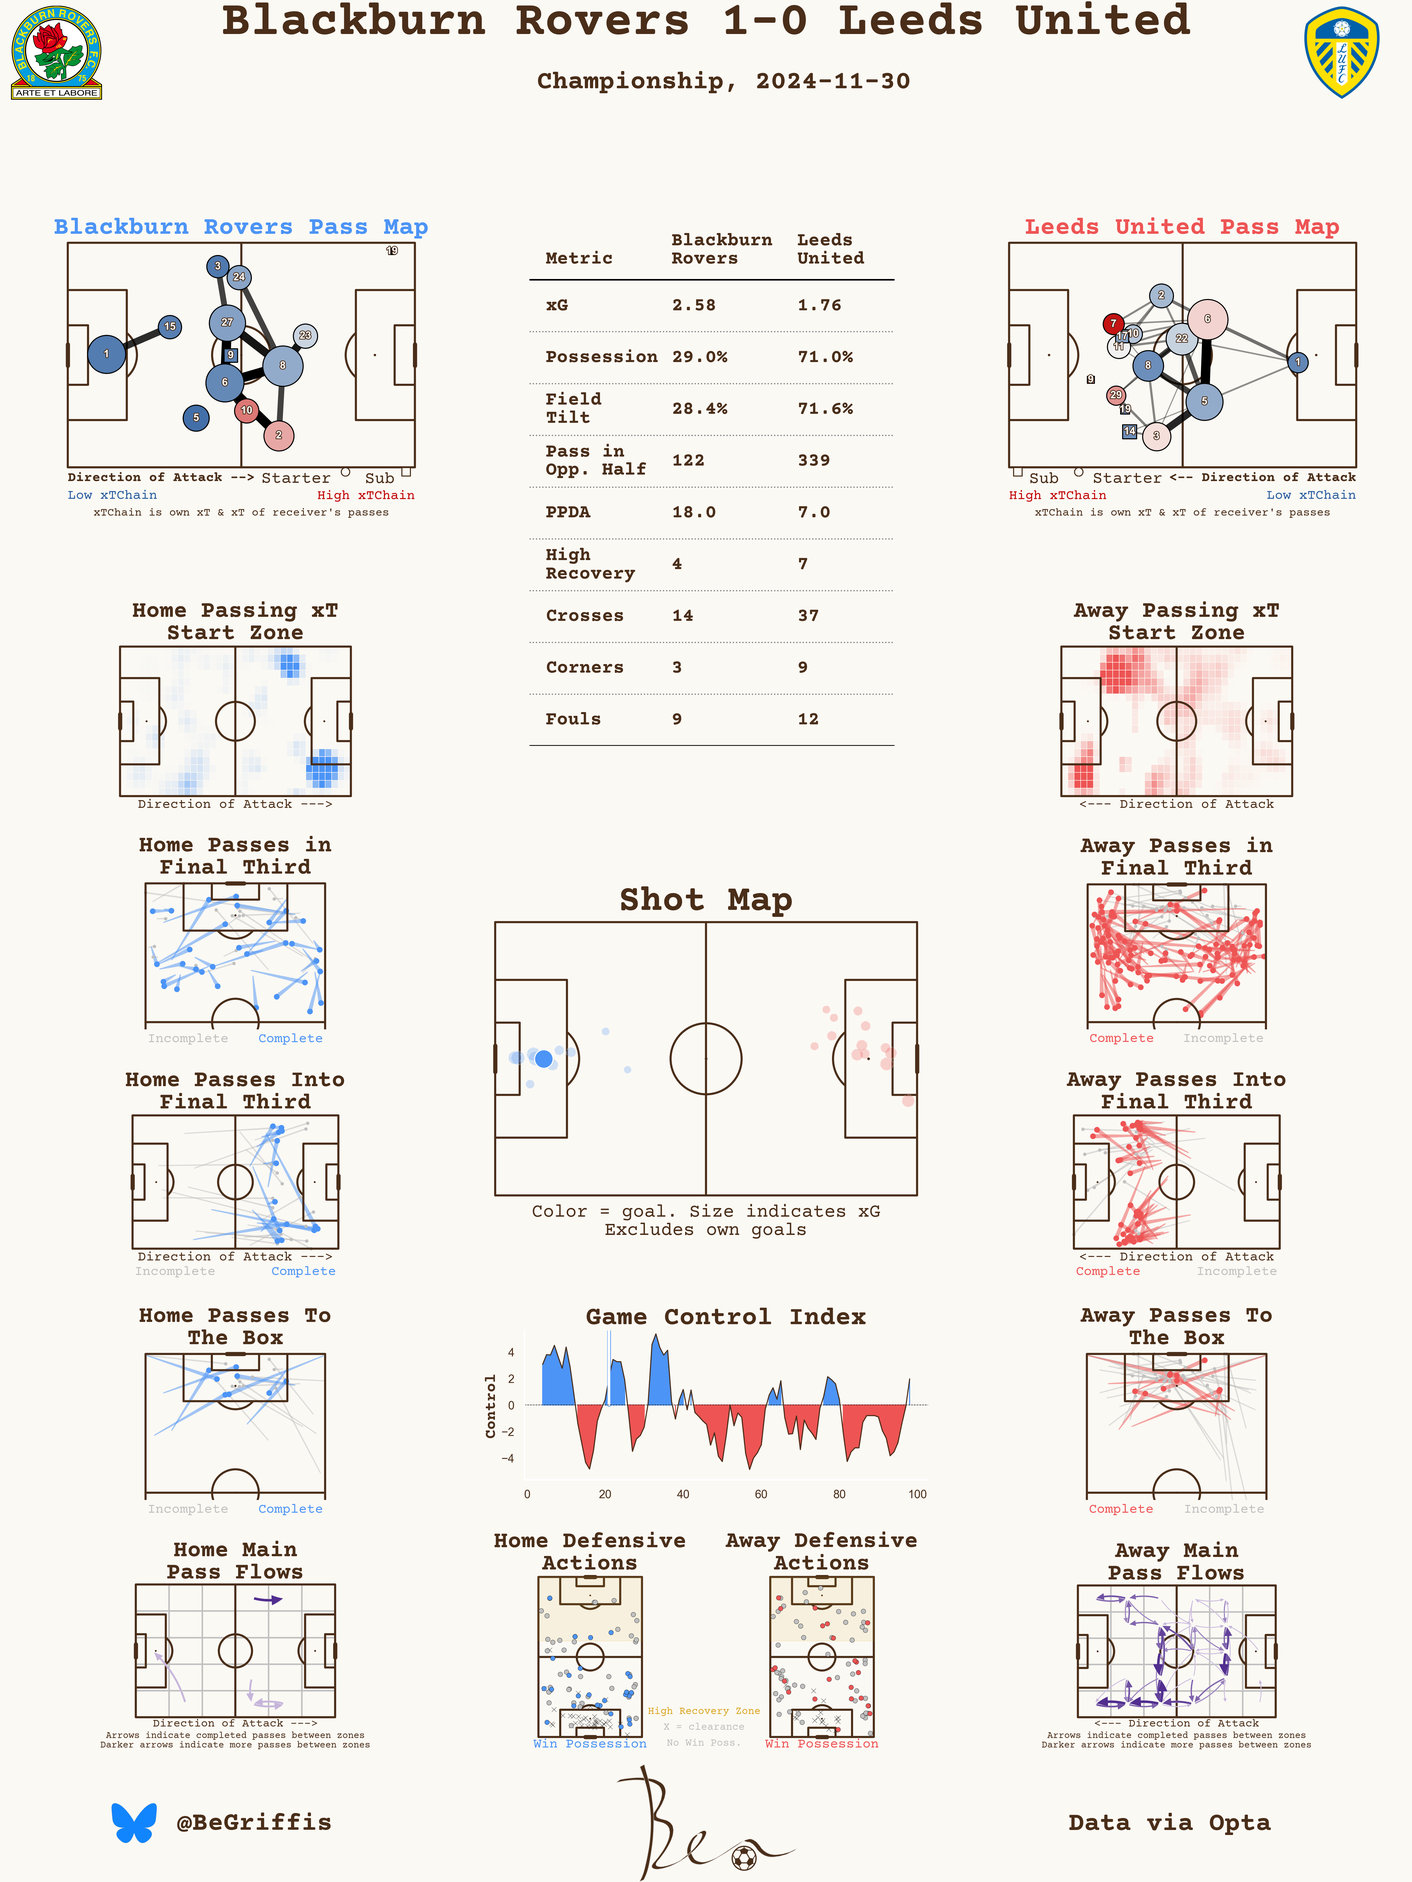 Blackburn Rovers 1-0 Leeds United
Championship, 2024-11-30
BLACKBURN ROVERS F.C.
18 75
ARTE ET LABORE
LUFC
Blackburn Rovers Pass Map
19
3
24
27
15
1
9
23
8
6
10
5
2
Direction of Attack --> Starter Sub
Low xTChain High xTChain
xTChain is own xT & xT of receiver's passes
Metric Blackburn Rovers Leeds United
xG 2.58 1.76
Possession 29.0% 71.0%
Field Tilt 28.4% 71.6%
Pass in Opp. Half 122 339
PPDA 18.0 7.0
High Recovery 4 7
Crosses 14 37
Corners 3 9
Fouls 9 12
Leeds United Pass Map
2
7
6
17
10
22
11
8
1
9
29
5
19
14
3
Sub Starter <-- Direction of Attack
High xTChain Low xTChain
xTChain is own xT & xT of receiver's passes
Home Passing xT
Start Zone
Direction of Attack --->
Away Passing xT
Start Zone
<--- Direction of Attack
Home Passes in
Final Third
Incomplete Complete
Away Passes in
Final Third
Complete Incomplete
Shot Map
Color = goal. Size indicates xG
Excludes own goals
Home Passes Into
Final Third
Direction of Attack --->
Incomplete Complete
Away Passes Into
Final Third
<--- Direction of Attack
Complete Incomplete
Home Passes To
The Box
Incomplete Complete
Game Control Index
Control
4
2
0
−2
−4
0 20 40 60 80 100
Away Passes To
The Box
Complete Incomplete
Home Main
Pass Flows
Direction of Attack --->
Arrows indicate completed passes between zones
Darker arrows indicate more passes between zones
Home Defensive
Actions
Win Possession
High Recovery Zone
X = clearance
No Win Poss.
Away Defensive
Actions
Win Possession
Away Main
Pass Flows
<--- Direction of Attack
Arrows indicate completed passes between zones
Darker arrows indicate more passes between zones
@BeGriffis
Ben
Data via Opta